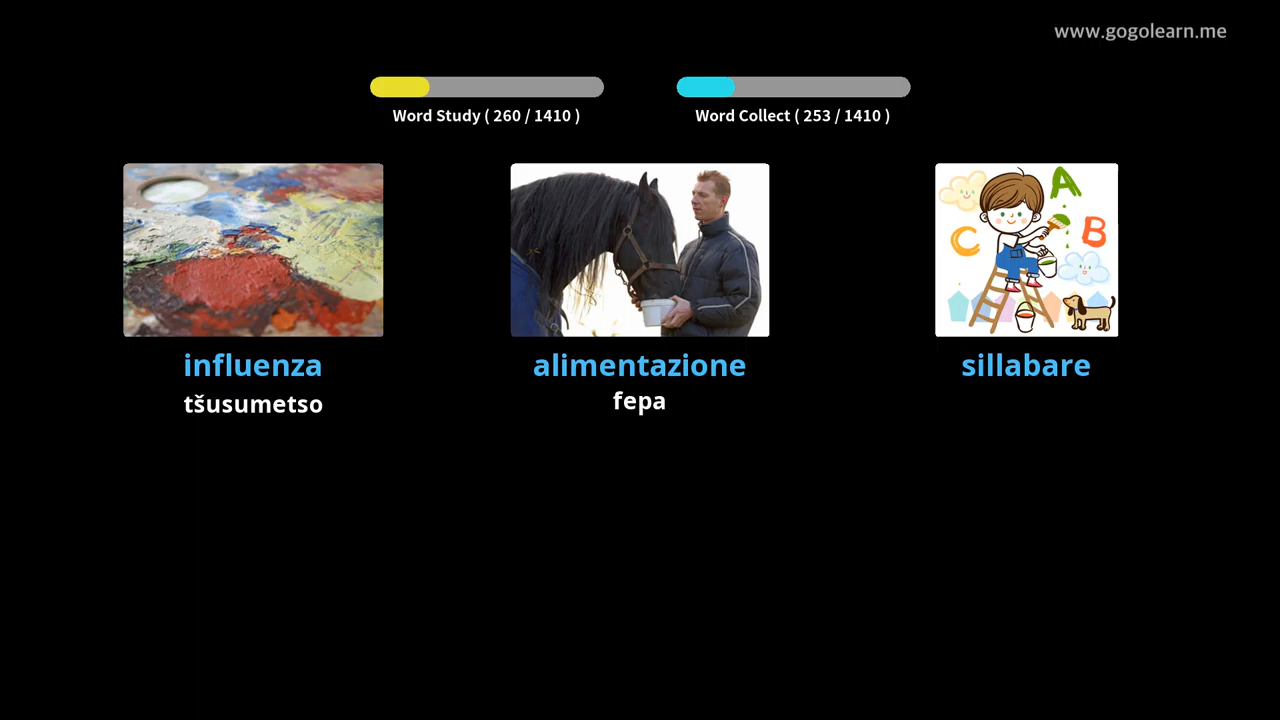 www.gogolearn.me
Word Study ( 260 / 1410 )
Word Collect ( 253 / 1410 )
influenza
tšusumetso
alimentazione
fepa
sillabare
A
B
C